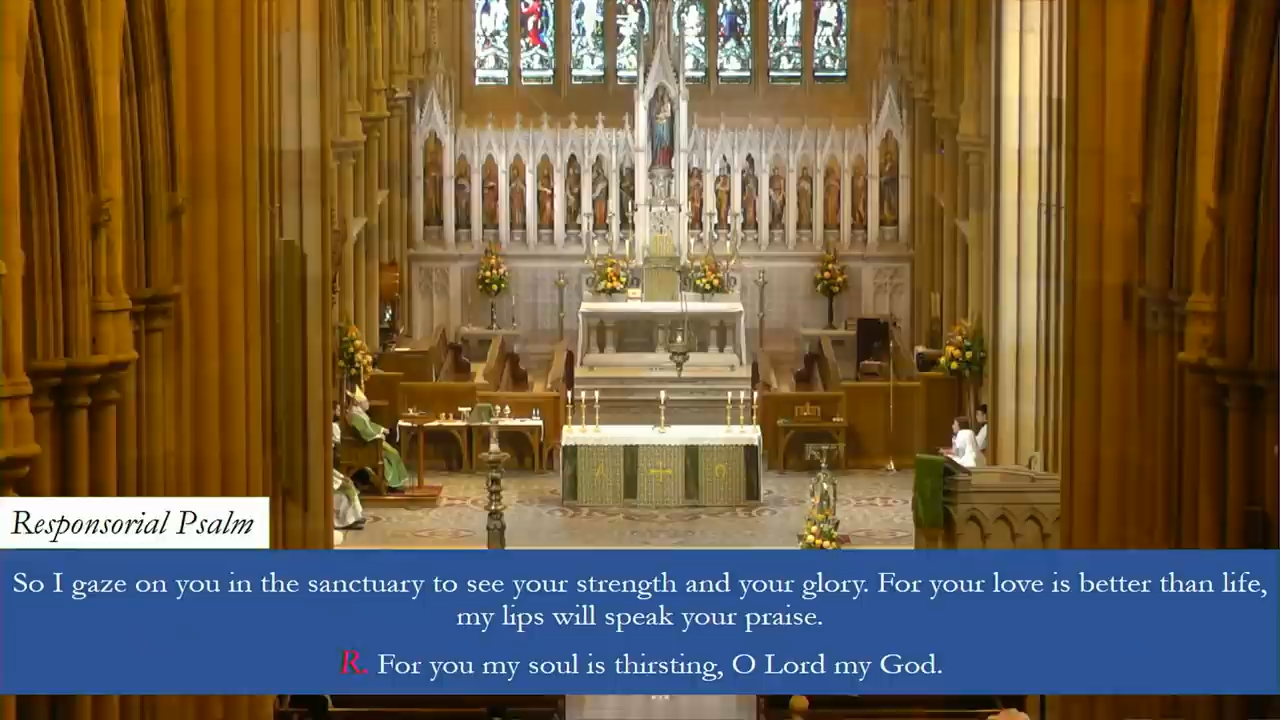 Responsorial Psalm
So I gaze on you in the sanctuary to see your strength and your glory. For your love is better than life,
my lips will speak your praise.
R. For you my soul is thirsting, O Lord my God.